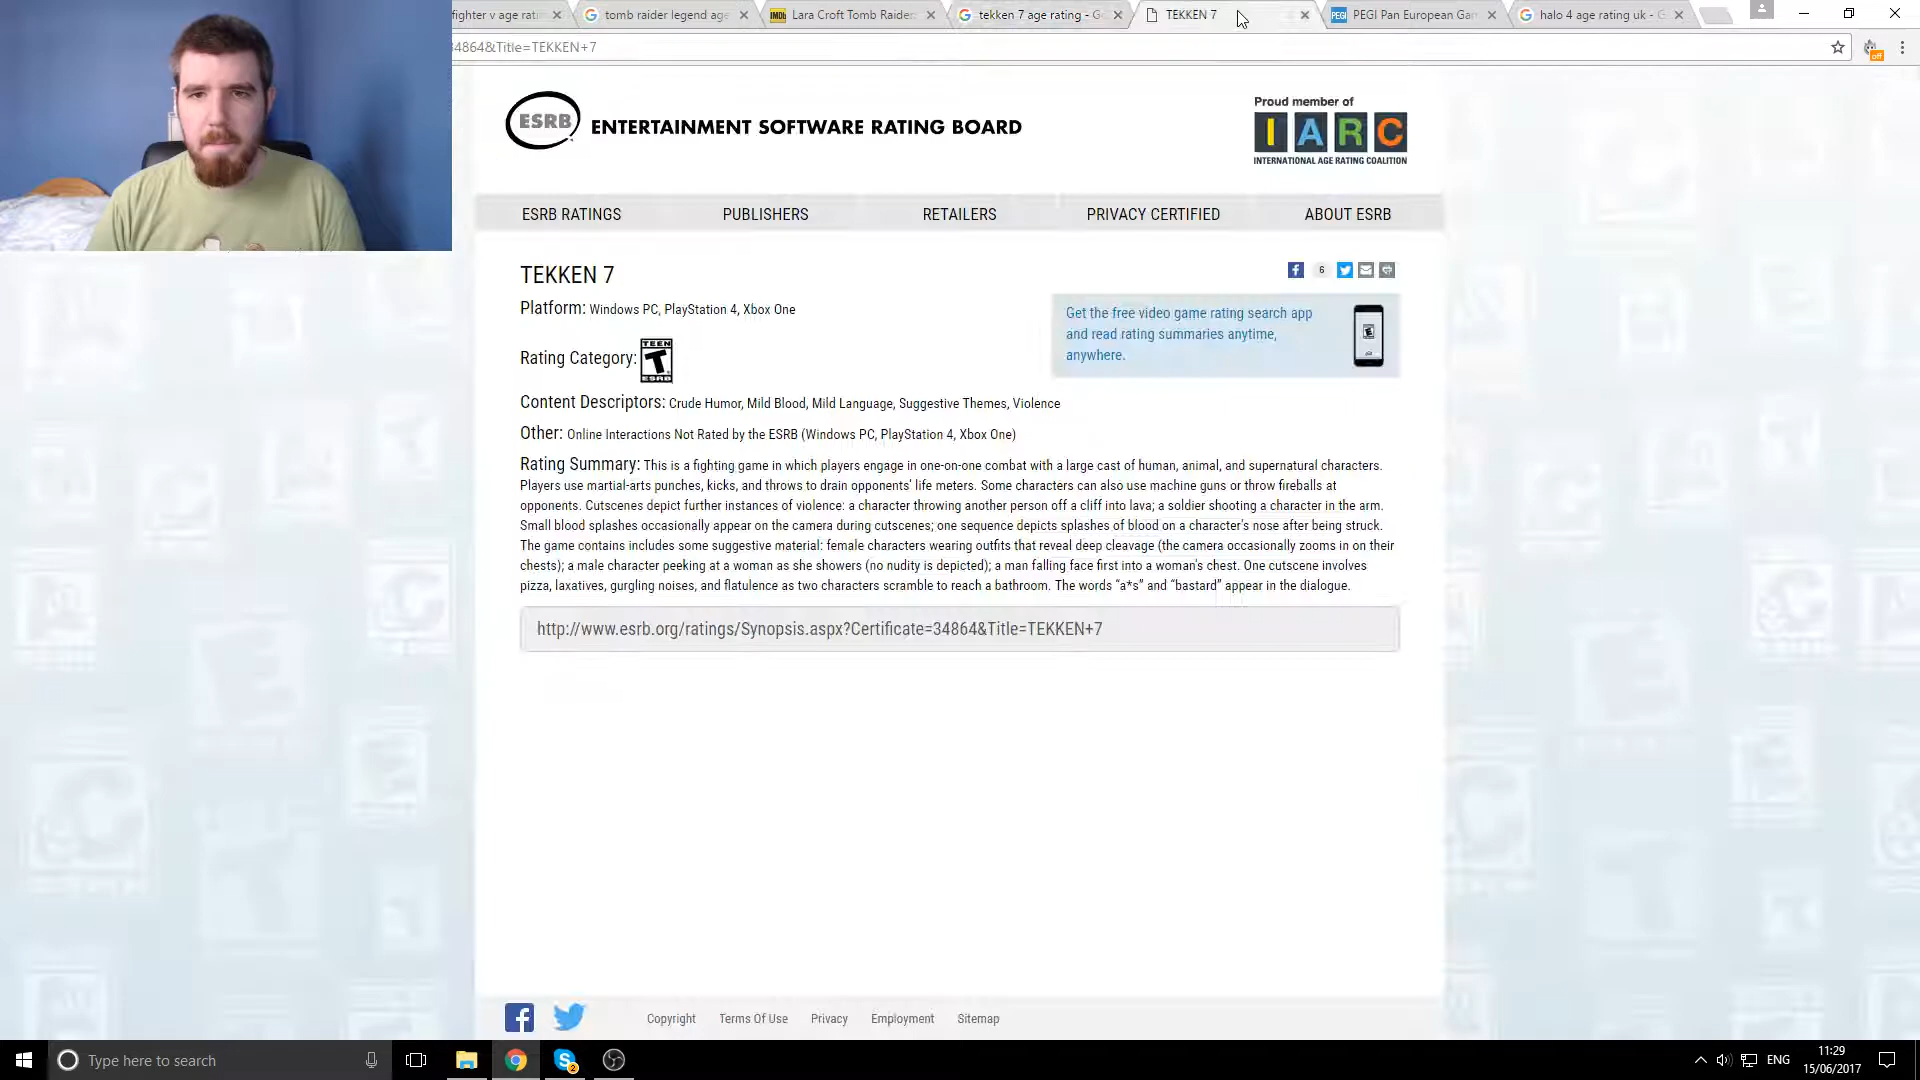 fighter v age rati
tomb raider legend age
IMDb Lara Croft Tomb Raider:
tekken 7 age rating - G
TEKKEN 7
PEGI PEGI Pan European Gam
halo 4 age rating uk - G
34864&Title=TEKKEN+7
off
ESRB ENTERTAINMENT SOFTWARE RATING BOARD
Proud member of
IARC
INTERNATIONAL AGE RATING COALITION
ESRB RATINGS
PUBLISHERS
RETAILERS
PRIVACY CERTIFIED
ABOUT ESRB
TEKKEN 7
6
Platform: Windows PC, PlayStation 4, Xbox One
Get the free video game rating search app
and read rating summaries anytime,
anywhere.
Rating Category: TEEN T ESRB
Content Descriptors: Crude Humor, Mild Blood, Mild Language, Suggestive Themes, Violence
Other: Online Interactions Not Rated by the ESRB (Windows PC, PlayStation 4, Xbox One)
Rating Summary: This is a fighting game in which players engage in one-on-one combat with a large cast of human, animal, and supernatural characters.
Players use martial-arts punches, kicks, and throws to drain opponents' life meters. Some characters can also use machine guns or throw fireballs at
opponents. Cutscenes depict further instances of violence: a character throwing another person off a cliff into lava; a soldier shooting a character in the arm.
Small blood splashes occasionally appear on the camera during cutscenes; one sequence depicts splashes of blood on a character's nose after being struck.
The game contains includes some suggestive material: female characters wearing outfits that reveal deep cleavage (the camera occasionally zooms in on their
chests); a male character peeking at a woman as she showers (no nudity is depicted); a man falling face first into a woman's chest. One cutscene involves
pizza, laxatives, gurgling noises, and flatulence as two characters scramble to reach a bathroom. The words “a*s” and “bastard” appear in the dialogue.
http://www.esrb.org/ratings/Synopsis.aspx?Certificate=34864&Title=TEKKEN+7
Copyright
Terms Of Use
Privacy
Employment
Sitemap
Type here to search
2
ENG
11:29
15/06/2017